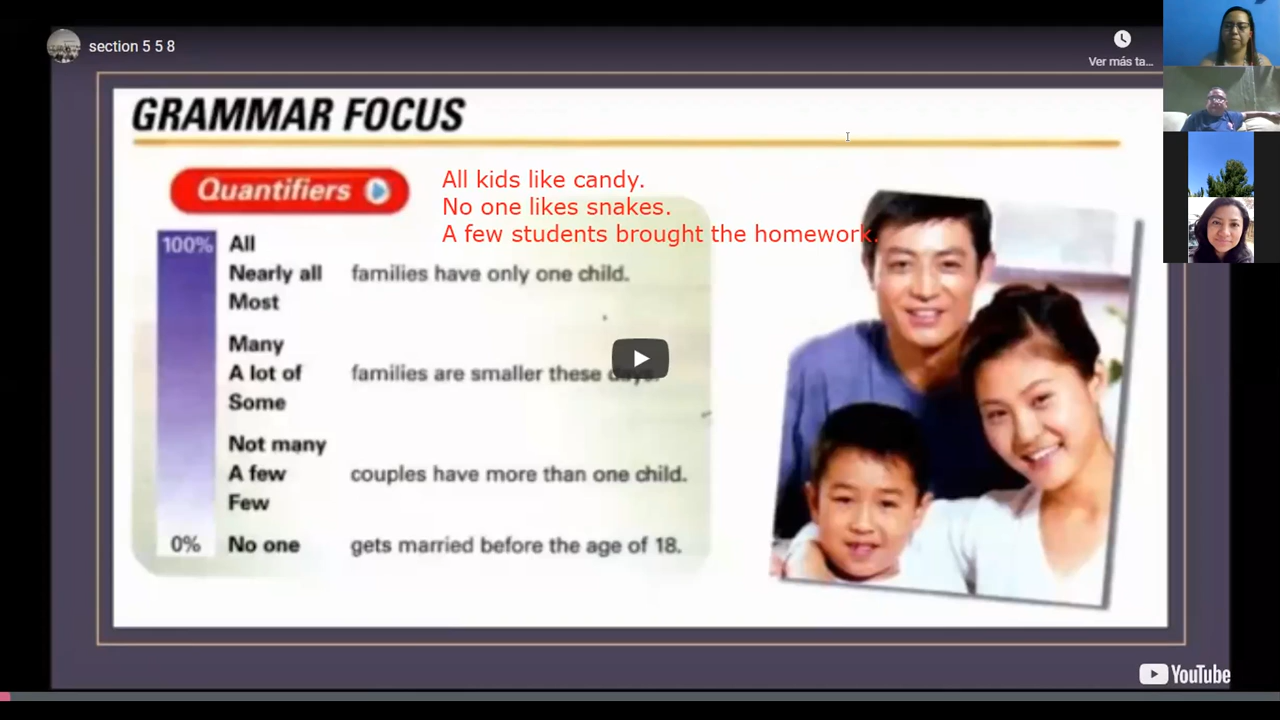 section 5 5 8
Ver más ta...
GRAMMAR FOCUS
Quantifiers
All kids like candy.
No one likes snakes.
A few students brought the homework.
100% All
Nearly all families have only one child.
Most
Many
A lot of families are smaller these days.
Some
Not many
A few couples have more than one child.
Few
0% No one gets married before the age of 18.
YouTube